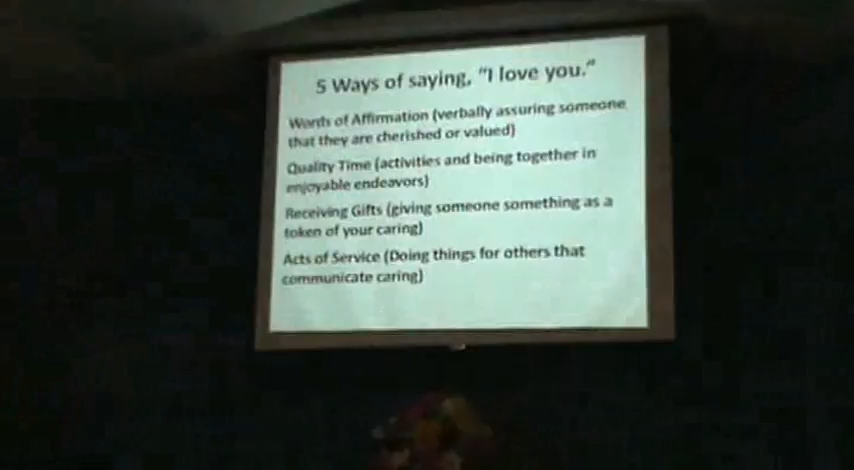 5 Ways of saying, "I love you."
Words of Affirmation (verbally assuring someone
that they are cherished or valued)
Quality Time (activities and being together in
enjoyable endeavors)
Receiving Gifts (giving someone something as a
token of your caring)
Acts of Service (Doing things for others that
communicate caring)